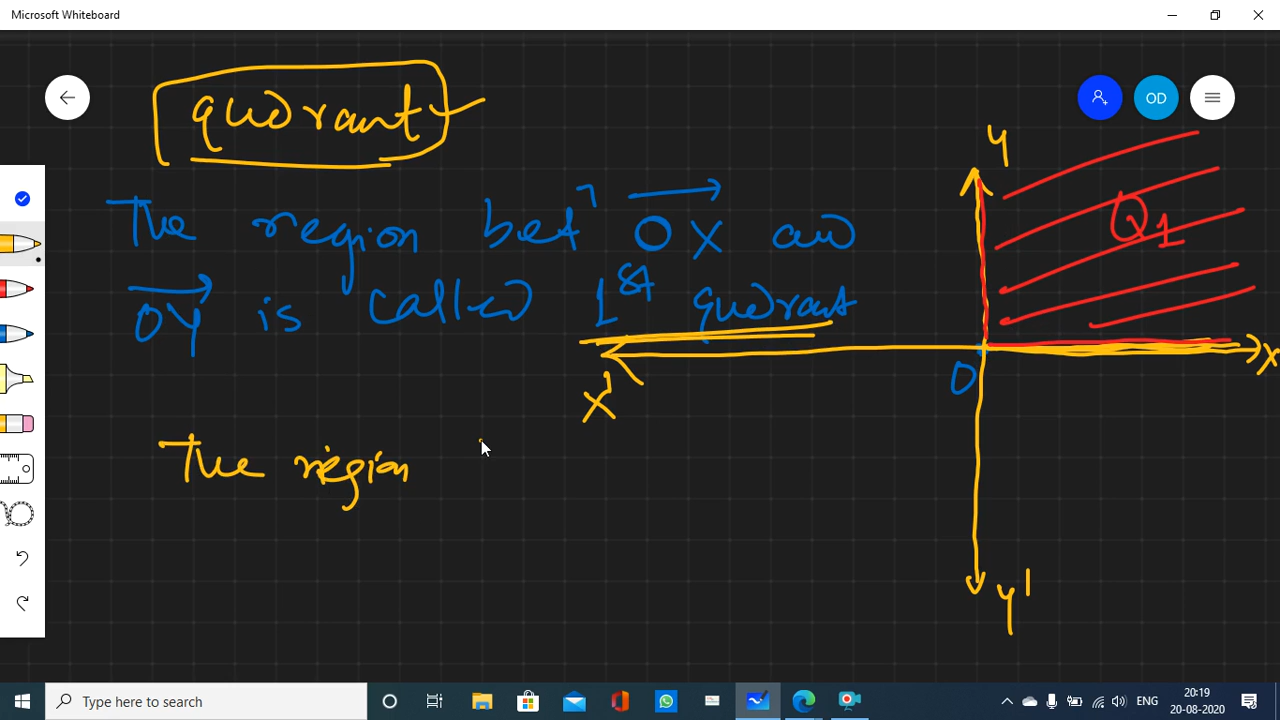 Microsoft Whiteboard
quadrant
OD
The region betⁿ OX and
OY is called 1st quadrant
The region
Y
Q1
X
O
X'
Y'
Type here to search
ENG
20:19
20-08-2020